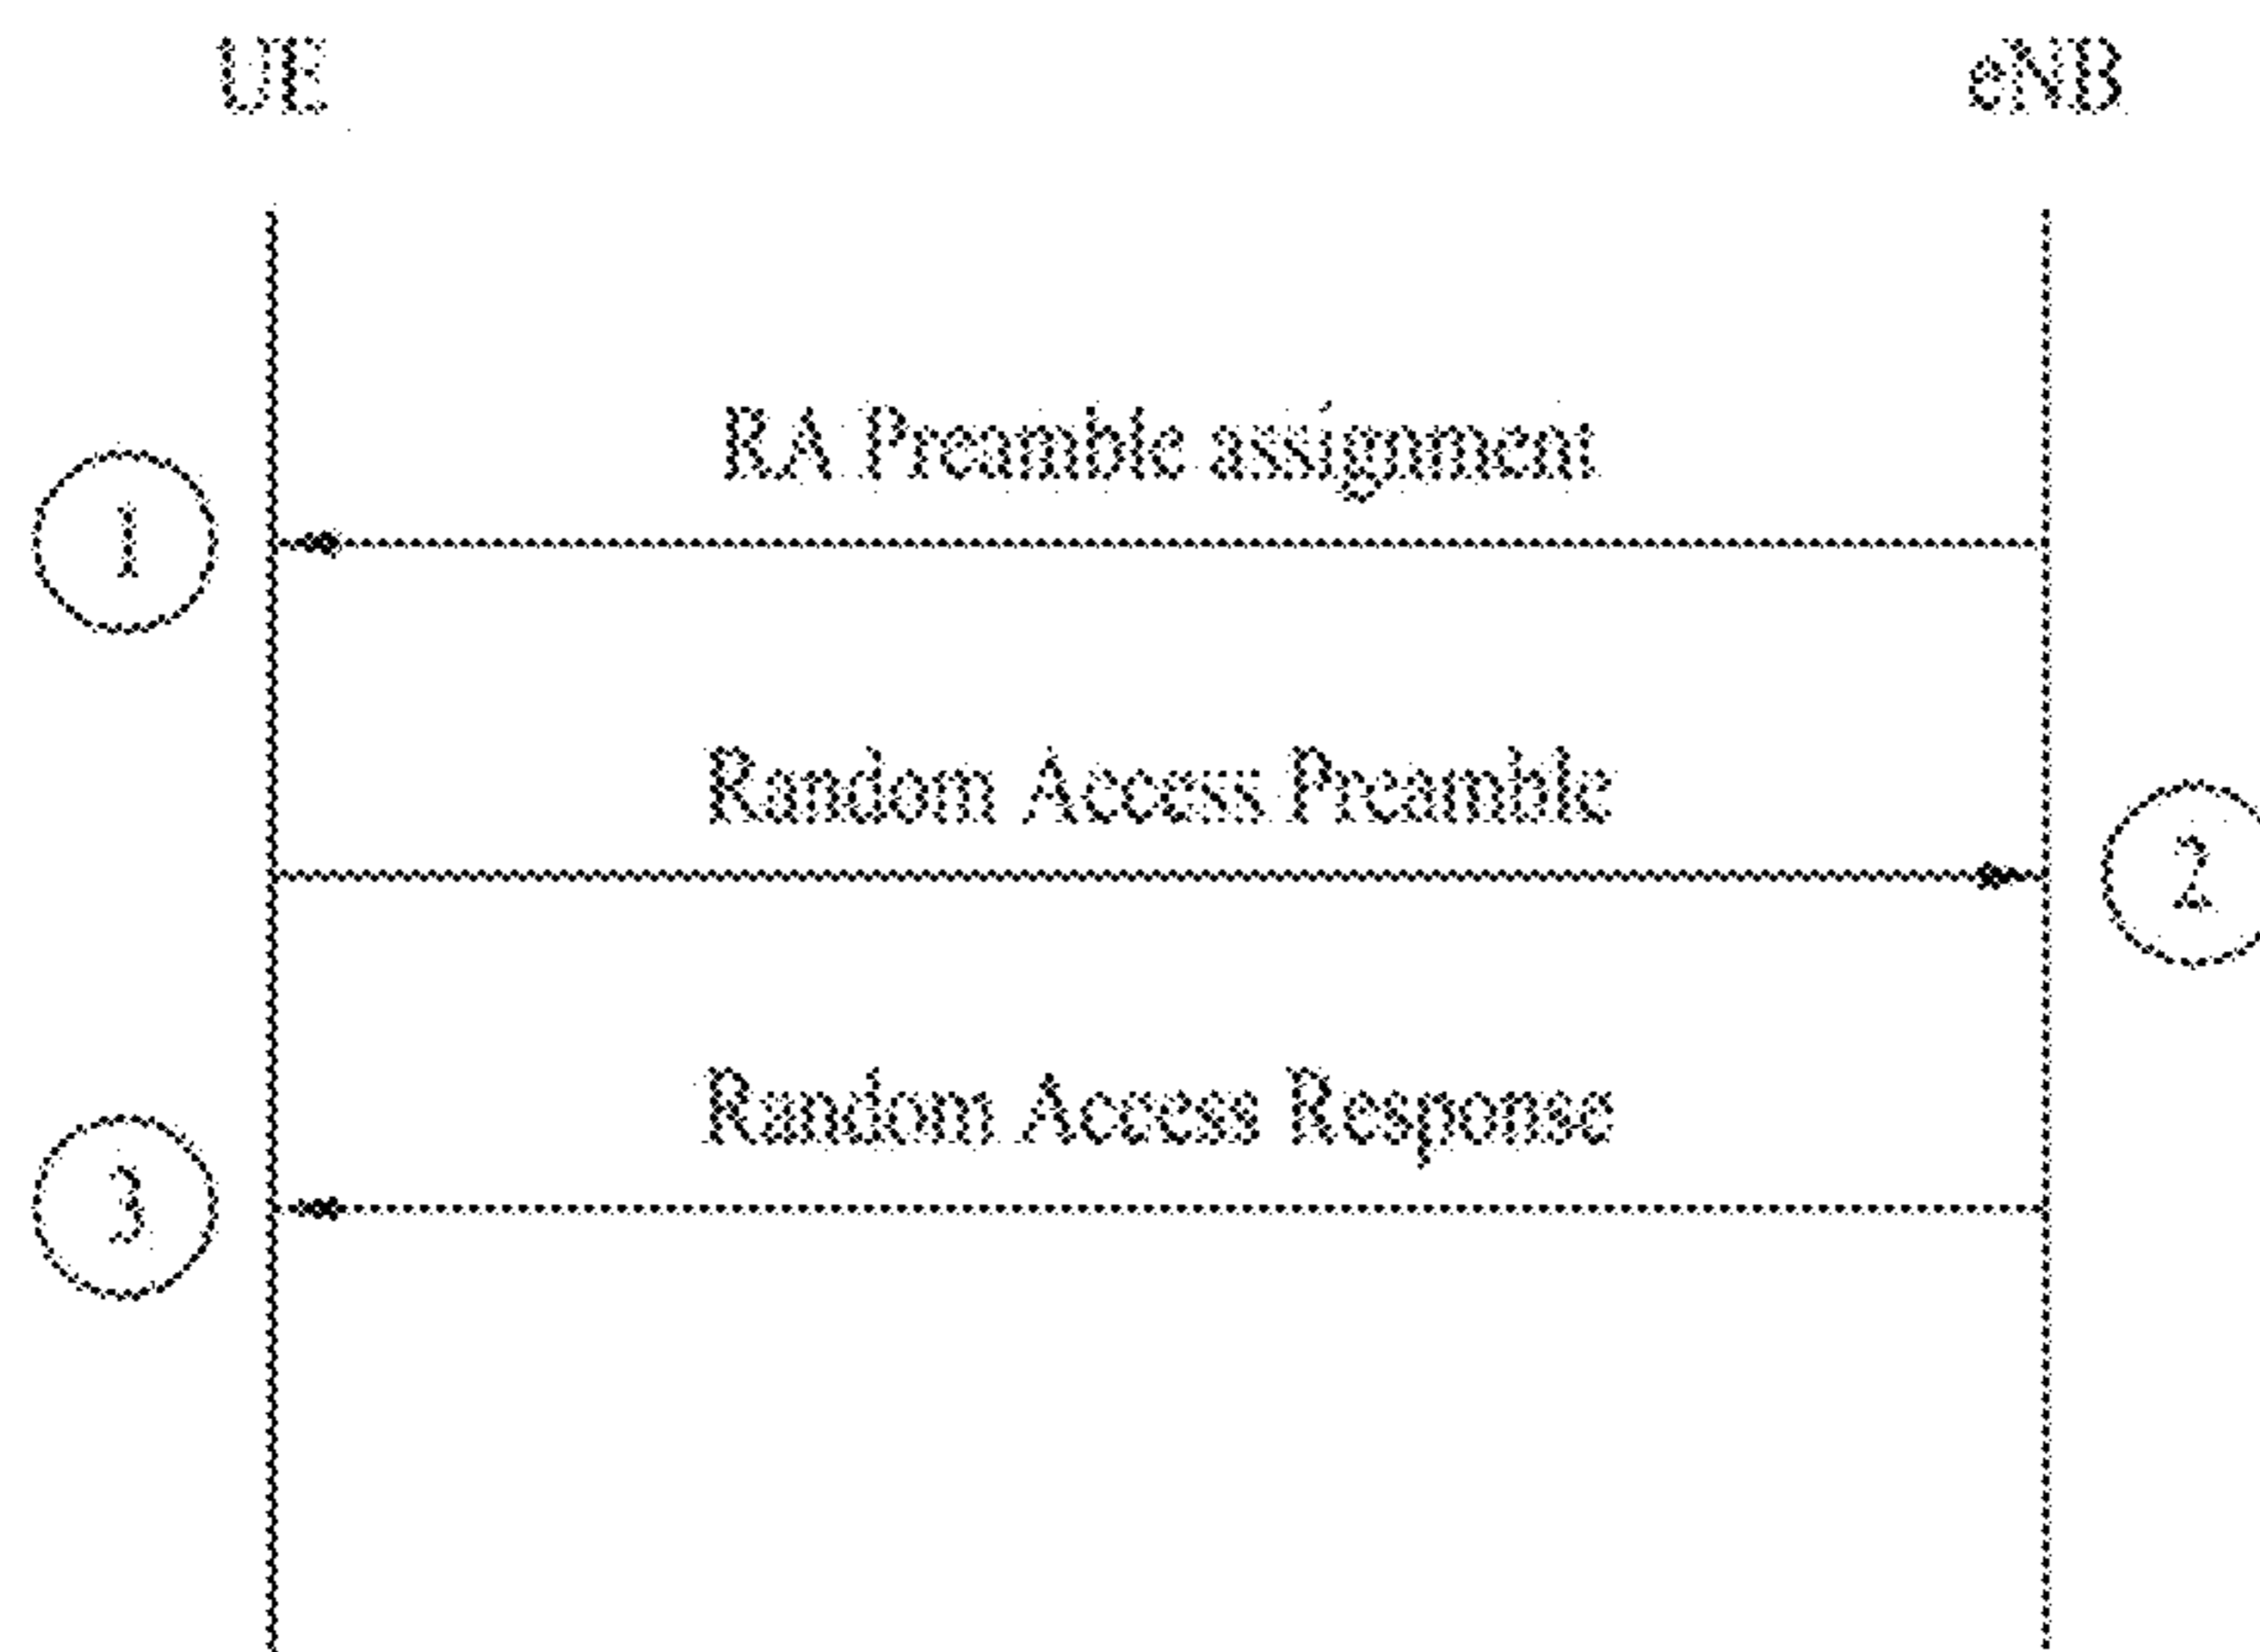 UE eNB
RA Preamble assignment
1
Random Access Preamble
2
Random Access Response
3